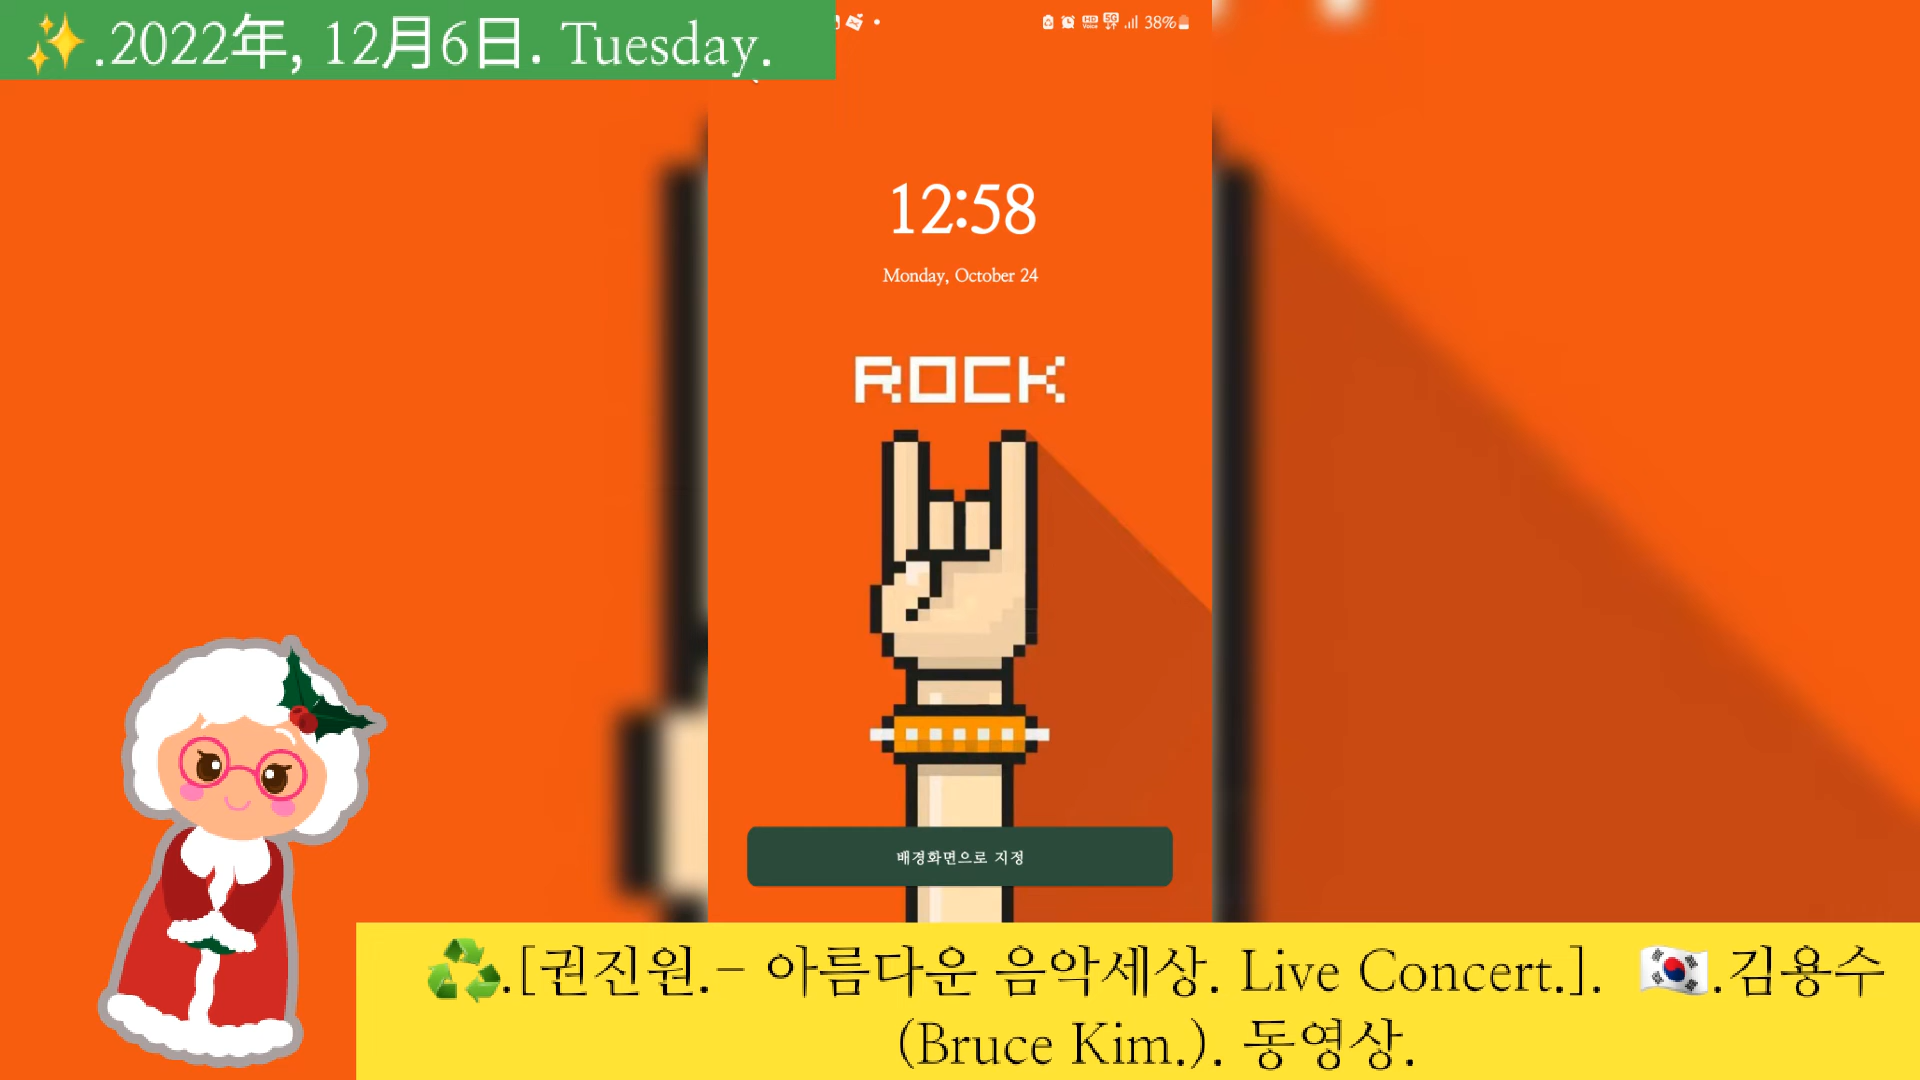 ✨.2022年, 12月6日. Tuesday.
38%
12:58
Monday, October 24
ROCK
배경화면으로 지정
♻️.[권진원.- 아름다운 음악세상. Live Concert.]. 🇰🇷.김용수
(Bruce Kim.). 동영상.